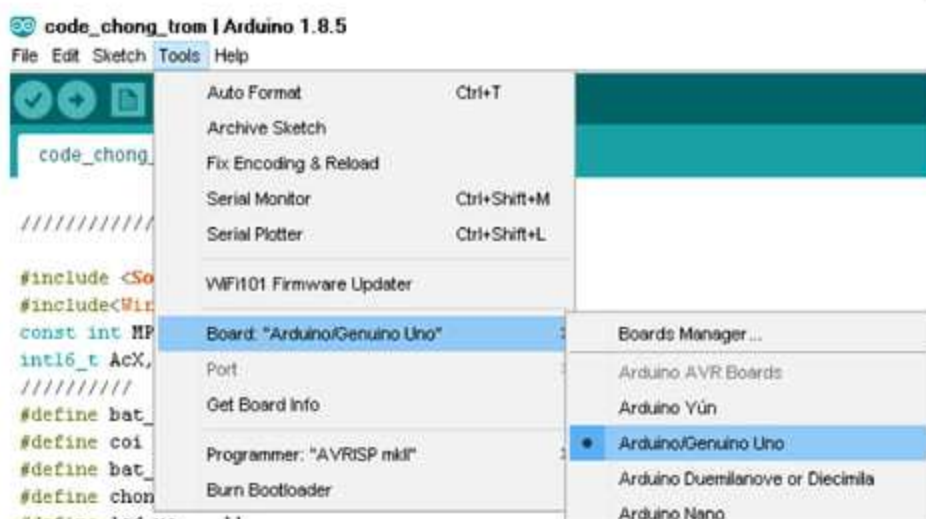 code_chong_trom | Arduino 1.8.5
File Edit Sketch Tools Help
code_chong_
Auto Format Ctrl+T
Archive Sketch
Fix Encoding & Reload
Serial Monitor Ctrl+Shift+M
Serial Plotter Ctrl+Shift+L
WiFi101 Firmware Updater
Board: "Arduino/Genuino Uno"
Port
Get Board Info
Programmer: "AVRISP mkII"
Burn Bootloader
Boards Manager...
Arduino AVR Boards
Arduino Yún
Arduino/Genuino Uno
Arduino Duemilanove or Diecimila
Arduino Nano
////////////
#include <So
#include<Wir
const int MP
int16_t AcX,
//////////
#define bat_
#define coi
#define bat_
#define chon